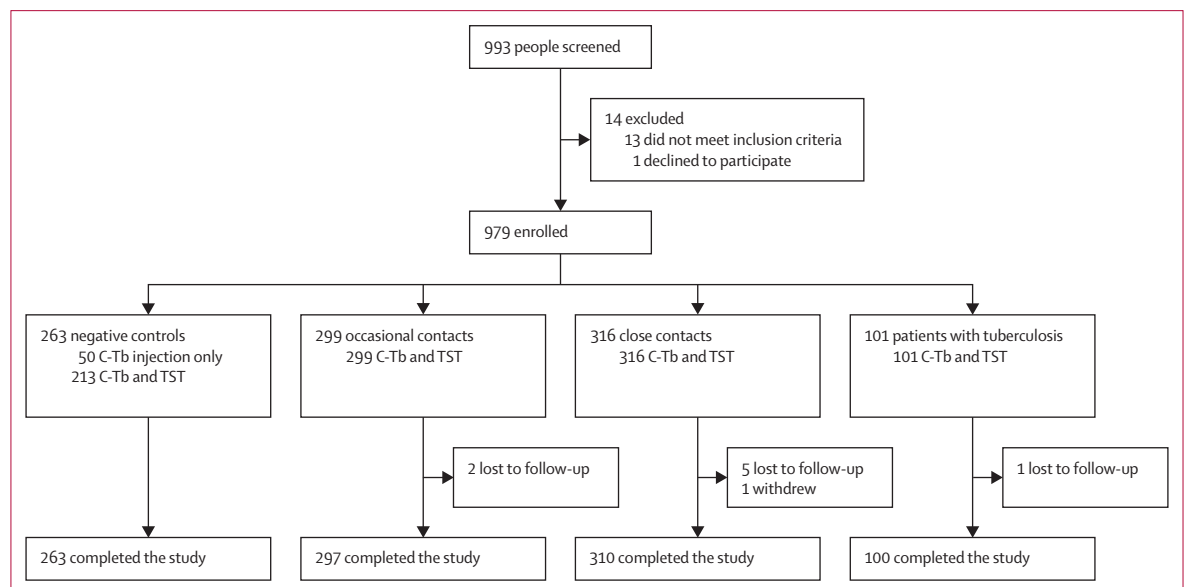 993 people screened
14 excluded
13 did not meet inclusion criteria
1 declined to participate
979 enrolled
263 negative controls
50 C-Tb injection only
213 C-Tb and TST
299 occasional contacts
299 C-Tb and TST
316 close contacts
316 C-Tb and TST
101 patients with tuberculosis
101 C-Tb and TST
2 lost to follow-up
5 lost to follow-up
1 withdrew
1 lost to follow-up
263 completed the study
297 completed the study
310 completed the study
100 completed the study